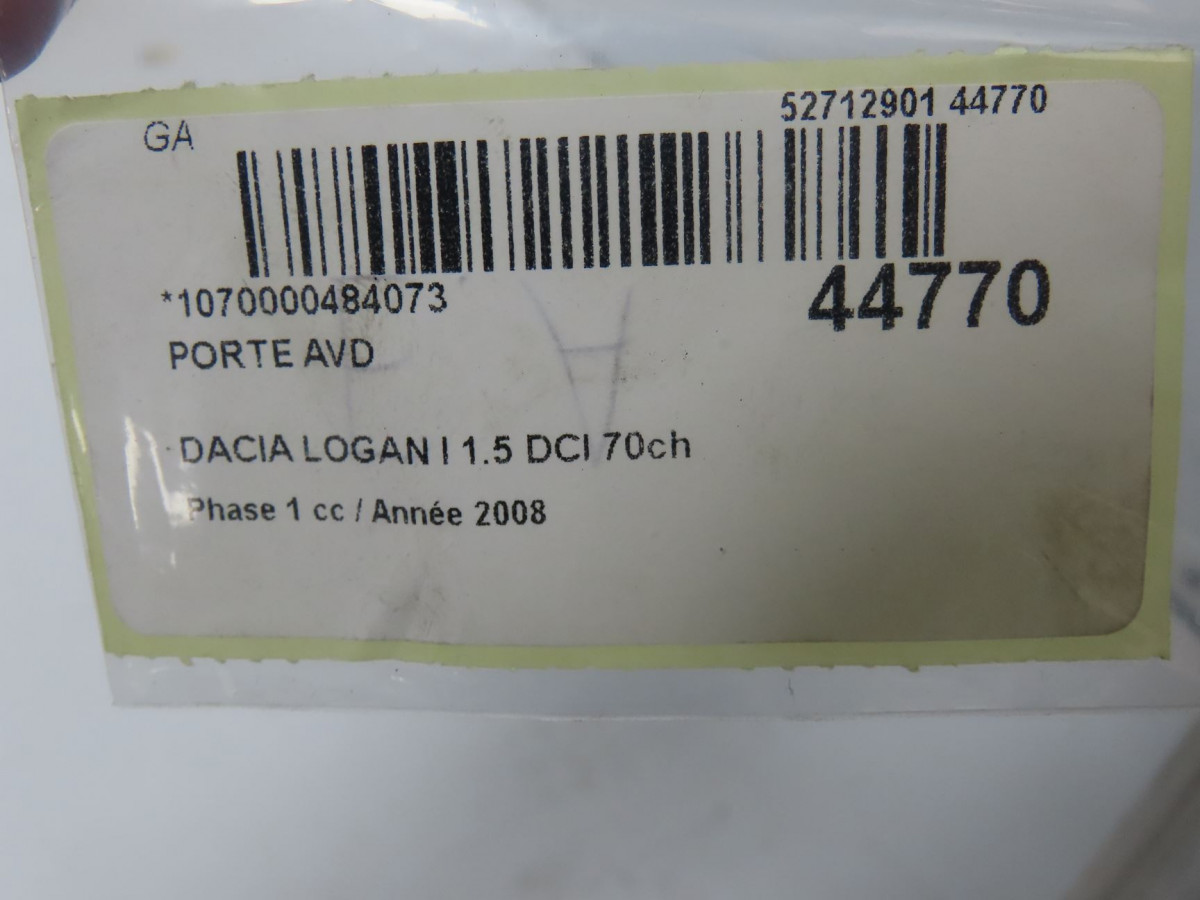 GA
52712901 44770
*1070000484073
44770
PORTE AVD
DACIA LOGAN I 1.5 DCI 70ch
Phase 1 cc / Année 2008